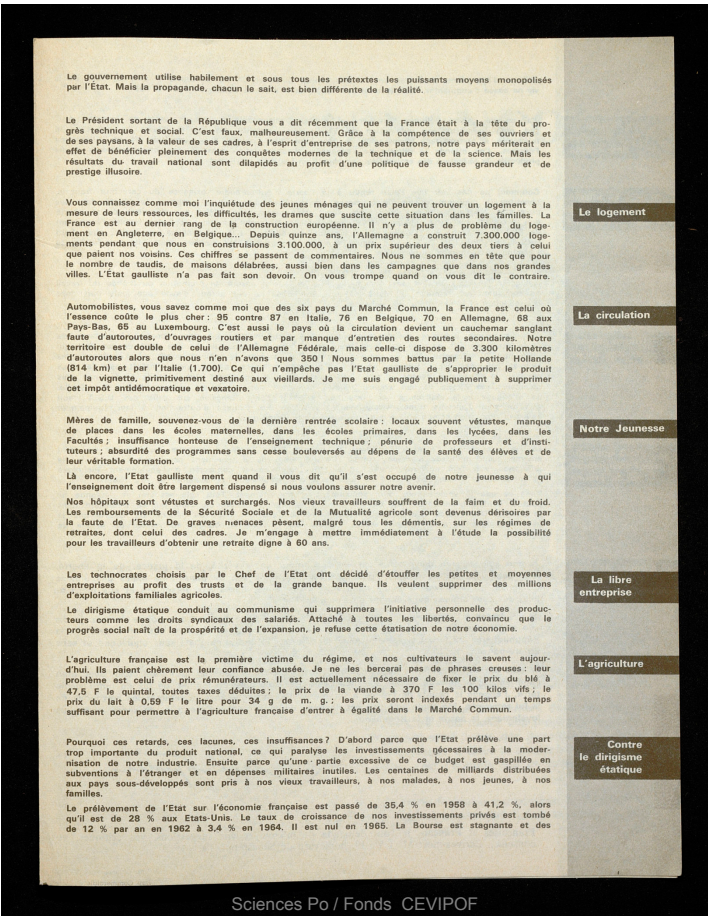 Le gouvernement utilise habilement et sous tous les prétextes les puissants moyens monopolisés
par l'État. Mais la propagande, chacun le sait, est bien différente de la réalité.
Le Président sortant de la République vous a dit récemment que la France était à la tête du pro-
grès technique et social. C'est faux, malheureusement. Grâce à la compétence de ses ouvriers et
de ses paysans, à la valeur de ses cadres, à l'esprit d'entreprise de ses patrons, notre pays mériterait en
effet de bénéficier pleinement des conquêtes modernes de la technique et de la science. Mais les
résultats du travail national sont dilapidés au profit d'une politique de fausse grandeur et de
prestige illusoire.
Le logement
Vous connaissez comme moi l'inquiétude des jeunes ménages qui ne peuvent trouver un logement à la
mesure de leurs ressources, les difficultés, les drames que suscite cette situation dans les familles. La
France est au dernier rang de la construction européenne. Il n'y a plus de problème du loge-
ment en Angleterre, en Belgique... Depuis quinze ans, l'Allemagne a construit 7.300.000 loge-
ments pendant que nous en construisions 3.100.000, à un prix supérieur des deux tiers à celui
que paient nos voisins. Ces chiffres se passent de commentaires. Nous ne sommes en tête que pour
le nombre de taudis, de maisons délabrées, aussi bien dans les campagnes que dans nos grandes
villes. L'État gaulliste n'a pas fait son devoir. On vous trompe quand on vous dit le contraire.
La circulation
Automobilistes, vous savez comme moi que des six pays du Marché Commun, la France est celui où
l'essence coûte le plus cher : 95 contre 87 en Italie, 76 en Belgique, 70 en Allemagne, 68 aux
Pays-Bas, 65 au Luxembourg. C'est aussi le pays où la circulation devient un cauchemar sanglant
faute d'autoroutes, d'ouvrages routiers et par manque d'entretien des routes secondaires. Notre
territoire est double de celui de l'Allemagne Fédérale, mais celle-ci dispose de 3.300 kilomètres
d'autoroutes alors que nous n'en n'avons que 350 ! Nous sommes battus par la petite Hollande
(814 km) et par l'Italie (1.700). Ce qui n'empêche pas l'Etat gaulliste de s'approprier le produit
de la vignette, primitivement destiné aux vieillards. Je me suis engagé publiquement à supprimer
cet impôt antidémocratique et vexatoire.
Notre Jeunesse
Mères de famille, souvenez-vous de la dernière rentrée scolaire : locaux souvent vétustes, manque
de places dans les écoles maternelles, dans les écoles primaires, dans les lycées, dans les
Facultés ; insuffisance honteuse de l'enseignement technique ; pénurie de professeurs et d'insti-
tuteurs ; absurdité des programmes sans cesse bouleversés au dépens de la santé des élèves et de
leur véritable formation.
Là encore, l'Etat gaulliste ment quand il vous dit qu'il s'est occupé de notre jeunesse à qui
l'enseignement doit être largement dispensé si nous voulons assurer notre avenir.
Nos hôpitaux sont vétustes et surchargés. Nos vieux travailleurs souffrent de la faim et du froid.
Les remboursements de la Sécurité Sociale et de la Mutualité agricole sont devenus dérisoires par
la faute de l'Etat. De graves menaces pèsent, malgré tous les démentis, sur les régimes de
retraites, dont celui des cadres. Je m'engage à mettre immédiatement à l'étude la possibilité
pour les travailleurs d'obtenir une retraite digne à 60 ans.
La libre
entreprise
Les technocrates choisis par le Chef de l'Etat ont décidé d'étouffer les petites et moyennes
entreprises au profit des trusts et de la grande banque. Ils veulent supprimer des millions
d'exploitations familiales agricoles.
Le dirigisme étatique conduit au communisme qui supprimera l'initiative personnelle des produc-
teurs comme les droits syndicaux des salariés. Attaché à toutes les libertés, convaincu que le
progrès social naît de la prospérité et de l'expansion, je refuse cette étatisation de notre économie.
L'agriculture
L'agriculture française est la première victime du régime, et nos cultivateurs le savent aujour-
d'hui. Ils paient chèrement leur confiance abusée. Je ne les bercerai pas de phrases creuses : leur
problème est celui de prix rémunérateurs. Il est actuellement nécessaire de fixer le prix du blé à
47,5 F le quintal, toutes taxes déduites ; le prix de la viande à 370 F les 100 kilos vifs ; le
prix du lait à 0,59 F le litre pour 34 g de m. g. ; les prix seront indexés pendant un temps
suffisant pour permettre à l'agriculture française d'entrer à égalité dans le Marché Commun.
Contre
le dirigisme
étatique
Pourquoi ces retards, ces lacunes, ces insuffisances ? D'abord parce que l'Etat prélève une part
trop importante du produit national, ce qui paralyse les investissements nécessaires à la moder-
nisation de notre industrie. Ensuite parce qu'une partie excessive de ce budget est gaspillée en
subventions à l'étranger et en dépenses militaires inutiles. Les centaines de milliards distribuées
aux pays sous-développés sont pris à nos vieux travailleurs, à nos malades, à nos jeunes, à nos
familles.
Le prélèvement de l'Etat sur l'économie française est passé de 35,4 % en 1958 à 41,2 %, alors
qu'il est de 28 % aux Etats-Unis. Le taux de croissance de nos investissements privés est tombé
de 12 % par an en 1962 à 3,4 % en 1964. Il est nul en 1965. La Bourse est stagnante et des
Sciences Po / Fonds CEVIPOF